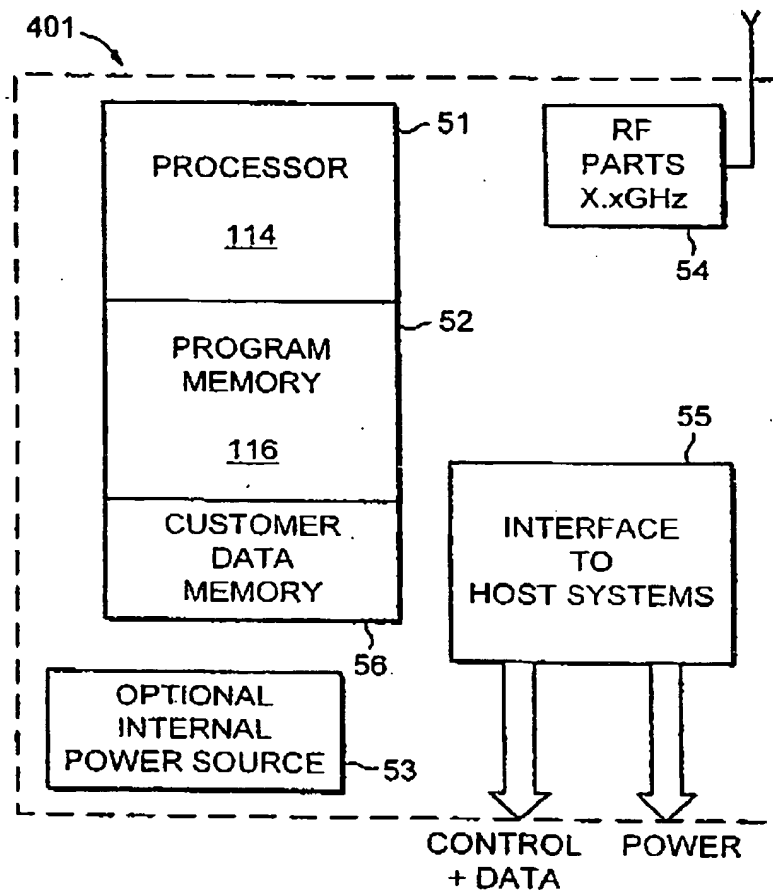 401
51
PROCESSOR
114
RF
PARTS
X.xGHz
54
52
PROGRAM
MEMORY
116
55
INTERFACE
TO
HOST SYSTEMS
CUSTOMER
DATA
MEMORY
56
OPTIONAL
INTERNAL
POWER SOURCE
53
CONTROL
+ DATA
POWER